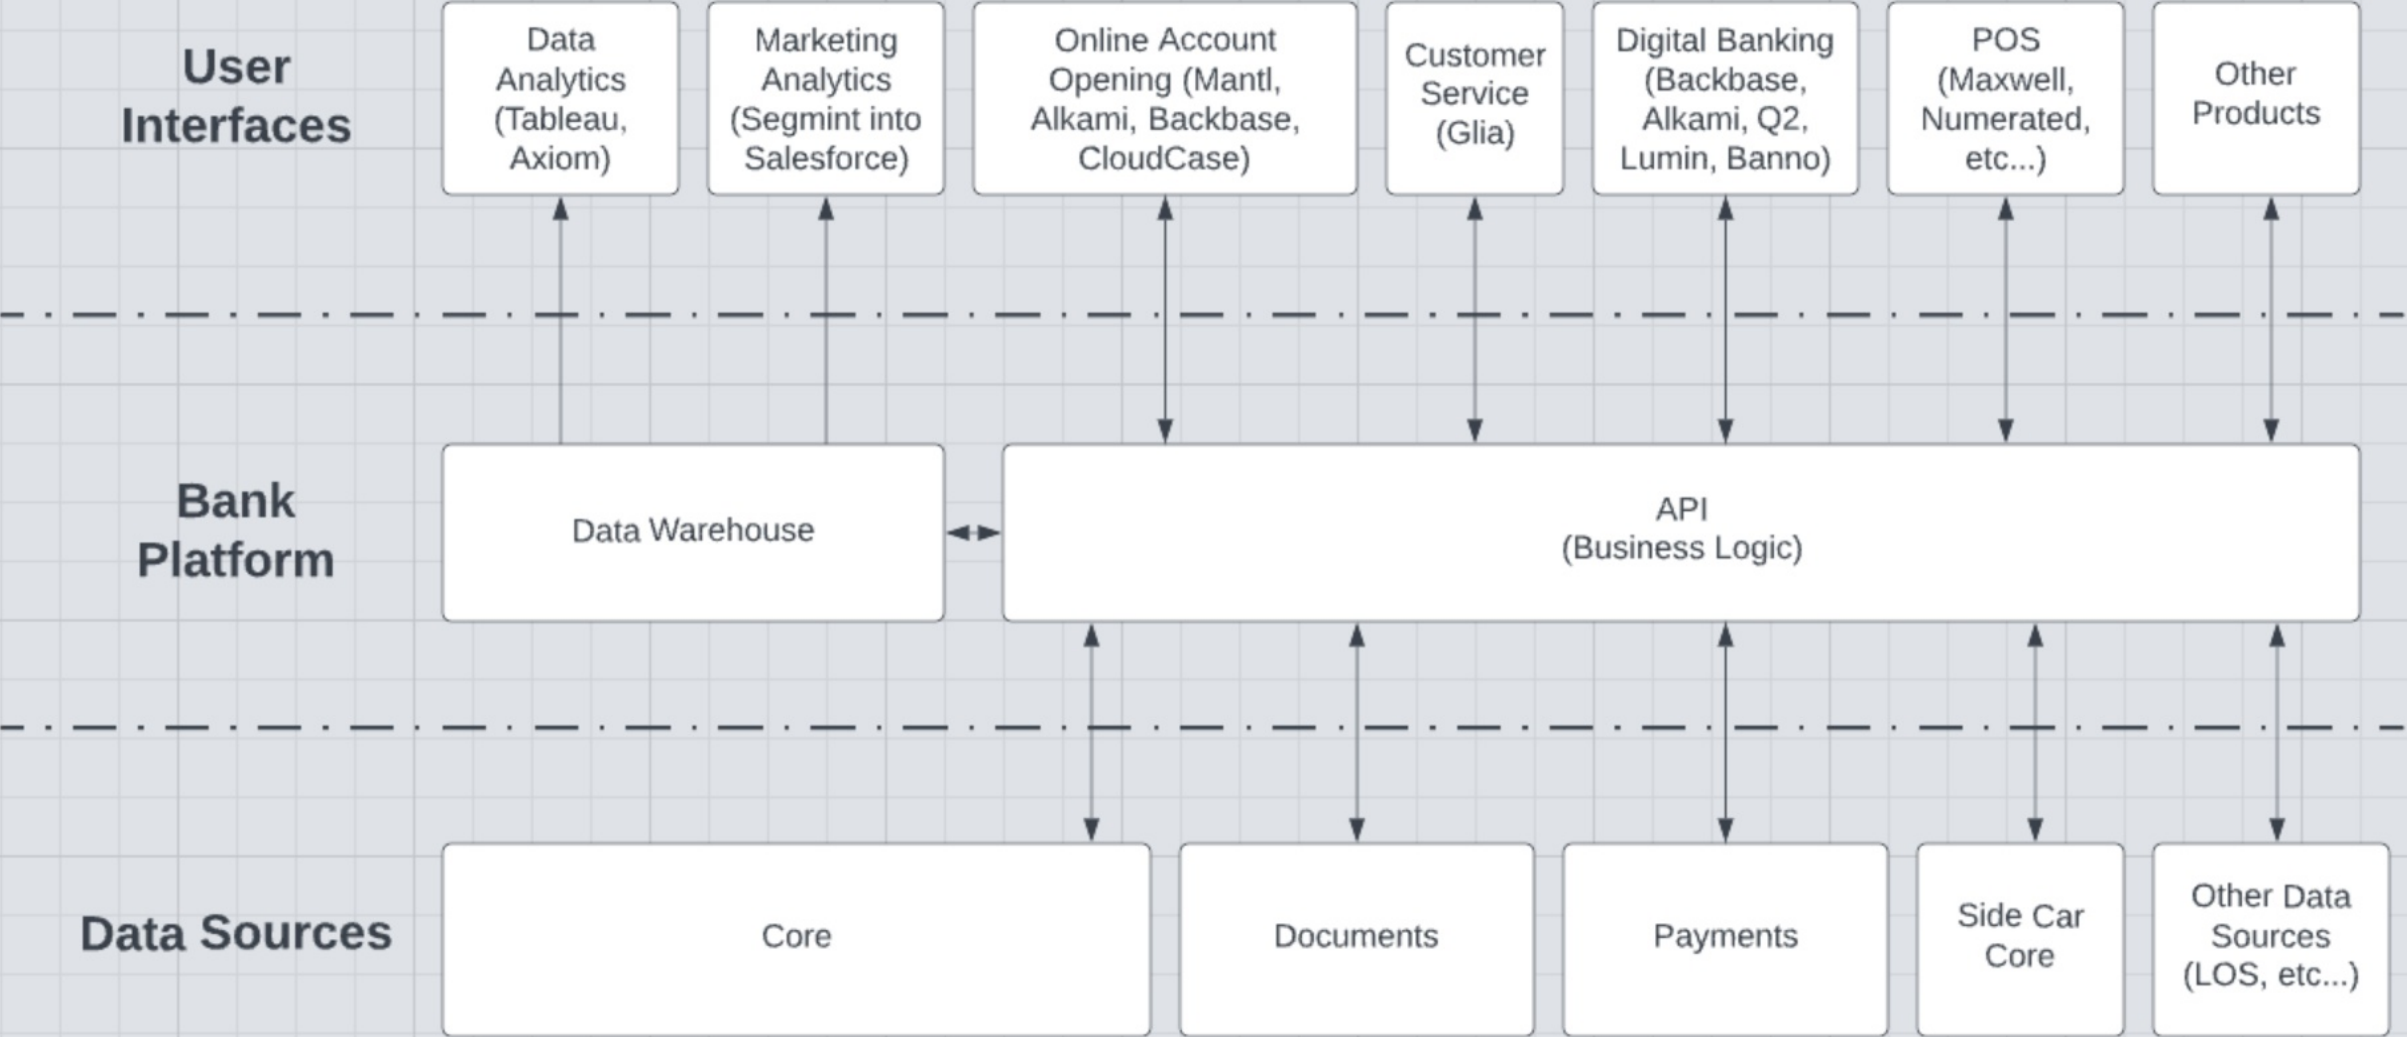 User
Interfaces
Data
Analytics
(Tableau,
Axiom)
Marketing
Analytics
(Segmint into
Salesforce)
Online Account
Opening (Mantl,
Alkami, Backbase,
CloudCase)
Customer
Service
(Glia)
Digital Banking
(Backbase,
Alkami, Q2,
Lumin, Banno)
POS
(Maxwell,
Numerated,
etc...)
Other
Products
Bank
Platform
Data Warehouse
API
(Business Logic)
Data Sources
Core
Documents
Payments
Side Car
Core
Other Data
Sources
(LOS, etc...)